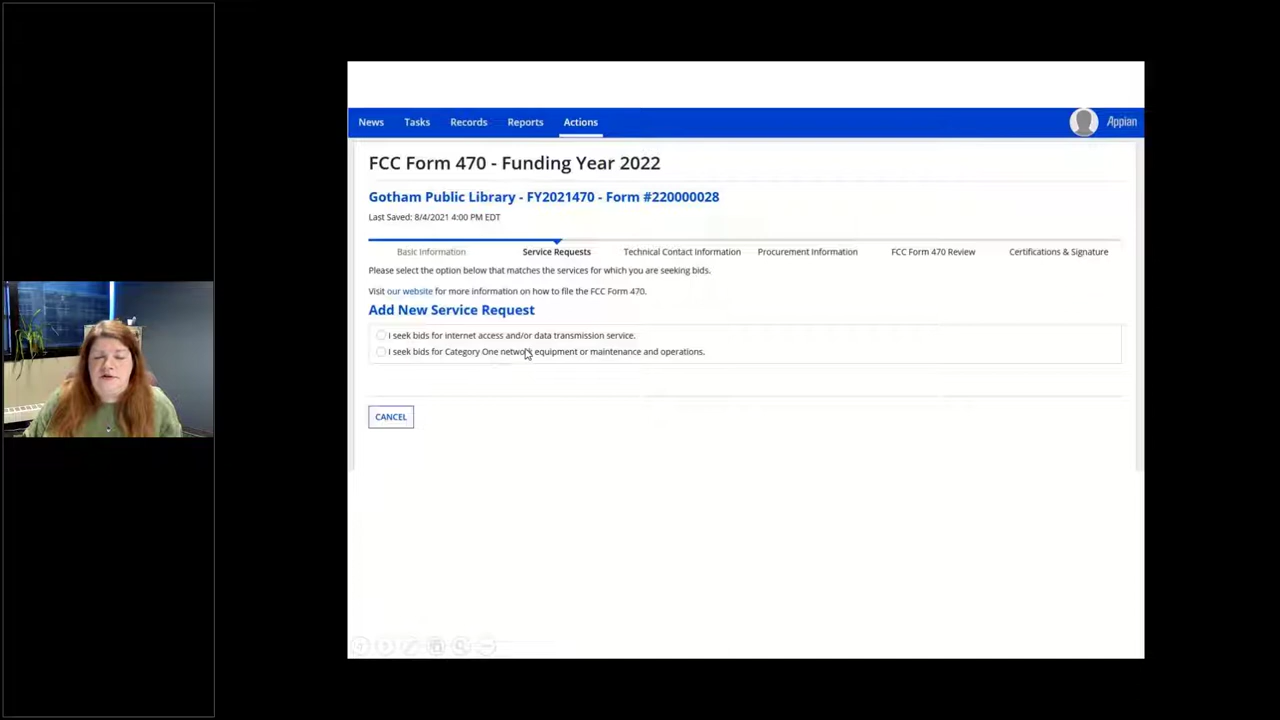 News Tasks Records Reports Actions Appian
FCC Form 470 - Funding Year 2022
Gotham Public Library - FY2021470 - Form #220000028
Last Saved: 8/4/2021 4:00 PM EDT
Basic Information Service Requests Technical Contact Information Procurement Information FCC Form 470 Review Certifications & Signature
Please select the option below that matches the services for which you are seeking bids.
Visit our website for more information on how to file the FCC Form 470.
Add New Service Request
I seek bids for internet access and/or data transmission service.
I seek bids for Category One network equipment or maintenance and operations.
CANCEL